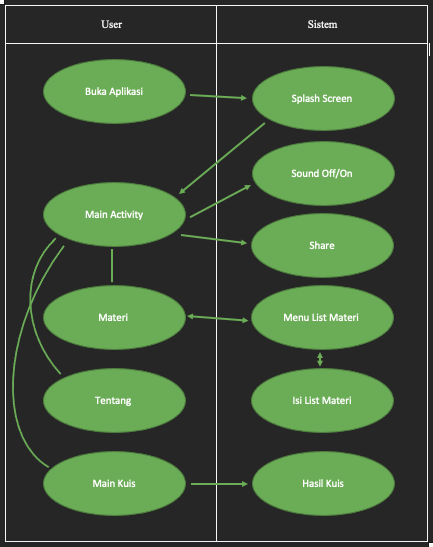 User
Sistem
Buka Aplikasi
Splash Screen
Sound Off/On
Main Activity
Share
Materi
Menu List Materi
Tentang
Isi List Materi
Main Kuis
Hasil Kuis